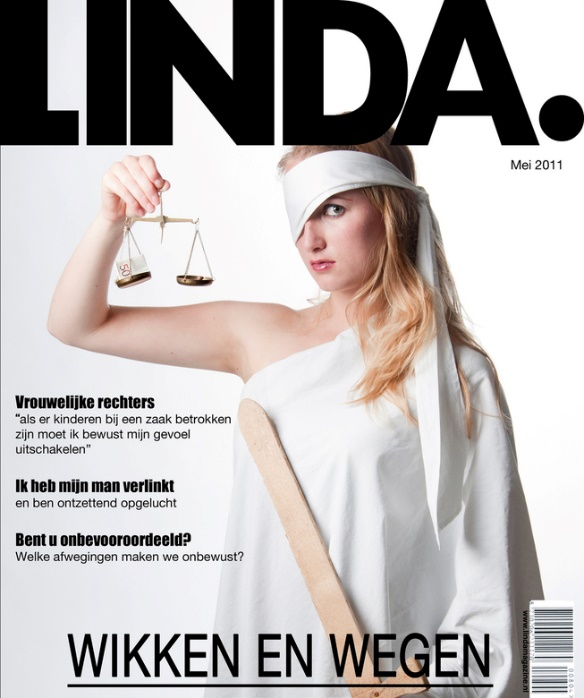 LINDA.
Mei 2011
50
Vrouwelijke rechters
“als er kinderen bij een zaak betrokken
zijn moet ik bewust mijn gevoel
uitschakelen”
Ik heb mijn man verlinkt
en ben ontzettend opgelucht
Bent u onbevooroordeeld?
Welke afwegingen maken we onbewust?
www.lindamagazine.nl
WIKKEN EN WEGEN